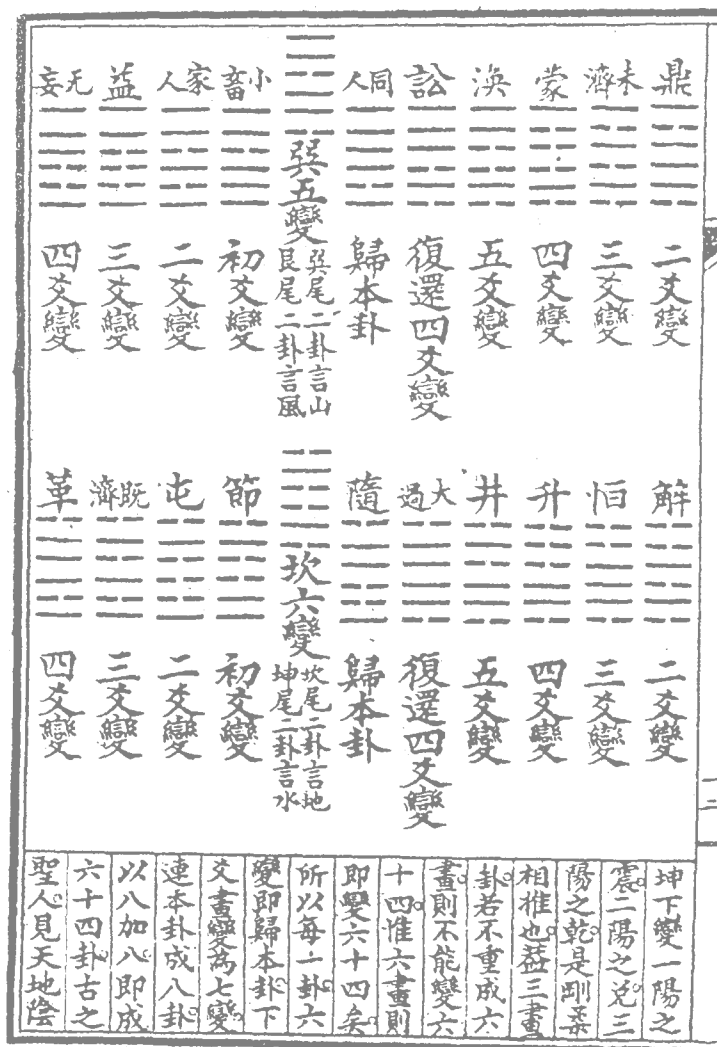 鼎 二爻變
未濟 三爻變
蒙 四爻變
渙 五爻變
訟 復還四爻變
同人 歸本卦
巽五變 巽尾二卦言山 艮尾二卦言風
小畜 初爻變
家人 二爻變
益 三爻變
无妄 四爻變
解 二爻變
恒 三爻變
升 四爻變
井 五爻變
大過 復還四爻變
隨 歸本卦
坎六變 坎尾二卦言地 坤尾二卦言水
節 初爻變
屯 二爻變
既濟 三爻變
革 四爻變
坤下變一陽之
震二陽之兑三
陽之乾是剛柔
相推也葢三畫
卦若不重成六
畫則不能變六
十四惟六畫則
即變六十四矣
所以每一卦六
變即歸本卦下
爻畫變為七變
連本卦成八卦
以八加八即成
六十四卦古之
聖人見天地陰
二